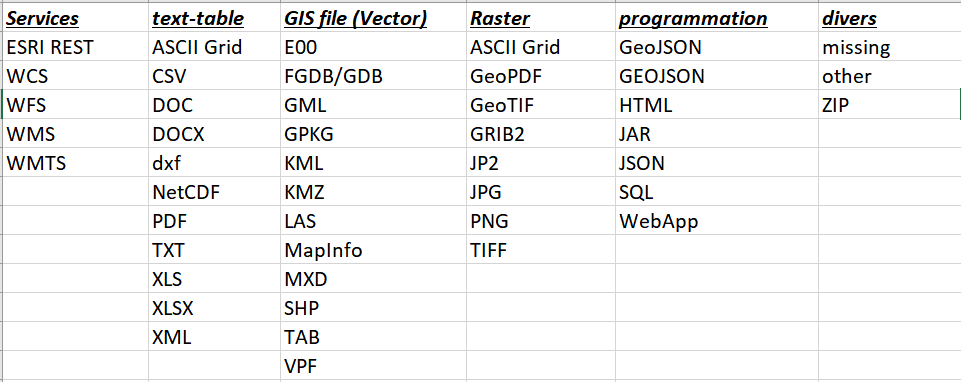 Services text-table GIS file (Vector) Raster programmation divers
ESRI REST ASCII Grid E00 ASCII Grid GeoJSON missing
WCS CSV FGDB/GDB GeoPDF GEOJSON other
WFS DOC GML GeoTIF HTML ZIP
WMS DOCX GPKG GRIB2 JAR
WMTS dxf KML JP2 JSON
NetCDF KMZ JPG SQL
PDF LAS PNG WebApp
TXT MapInfo TIFF
XLS MXD
XLSX SHP
XML TAB
VPF